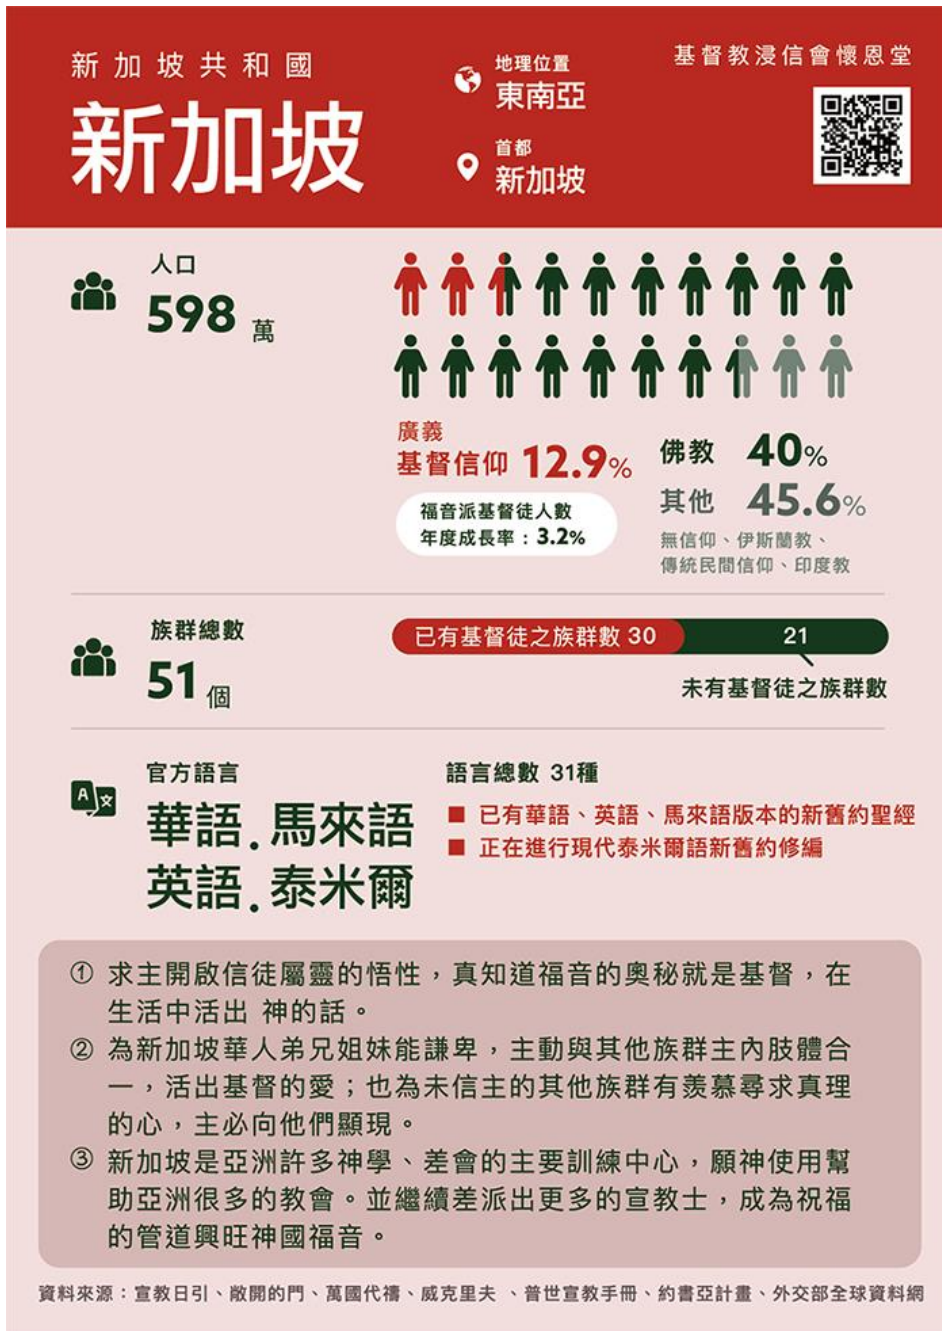 新加坡共和國
新加坡
地理位置
東南亞
首都
新加坡
基督教浸信會懷恩堂
人口
598 萬
廣義
基督信仰 12.9%
福音派基督徒人數
年度成長率：3.2%
佛教 40%
其他 45.6%
無信仰、伊斯蘭教、
傳統民間信仰、印度教
族群總數
51 個
已有基督徒之族群數 30
21
未有基督徒之族群數
官方語言
華語．馬來語
英語．泰米爾
語言總數 31種
■ 已有華語、英語、馬來語版本的新舊約聖經
■ 正在進行現代泰米爾語新舊約修編
① 求主開啟信徒屬靈的悟性，真知道福音的奧秘就是基督，在
生活中活出 神的話。
② 為新加坡華人弟兄姐妹能謙卑，主動與其他族群主內肢體合
一，活出基督的愛；也為未信主的其他族群有羨慕尋求真理
的心，主必向他們顯現。
③ 新加坡是亞洲許多神學、差會的主要訓練中心，願神使用幫
助亞洲很多的教會。並繼續差派出更多的宣教士，成為祝福
的管道興旺神國福音。
資料來源：宣教日引、敞開的門、萬國代禱、威克里夫 、普世宣教手冊、約書亞計畫、外交部全球資料網